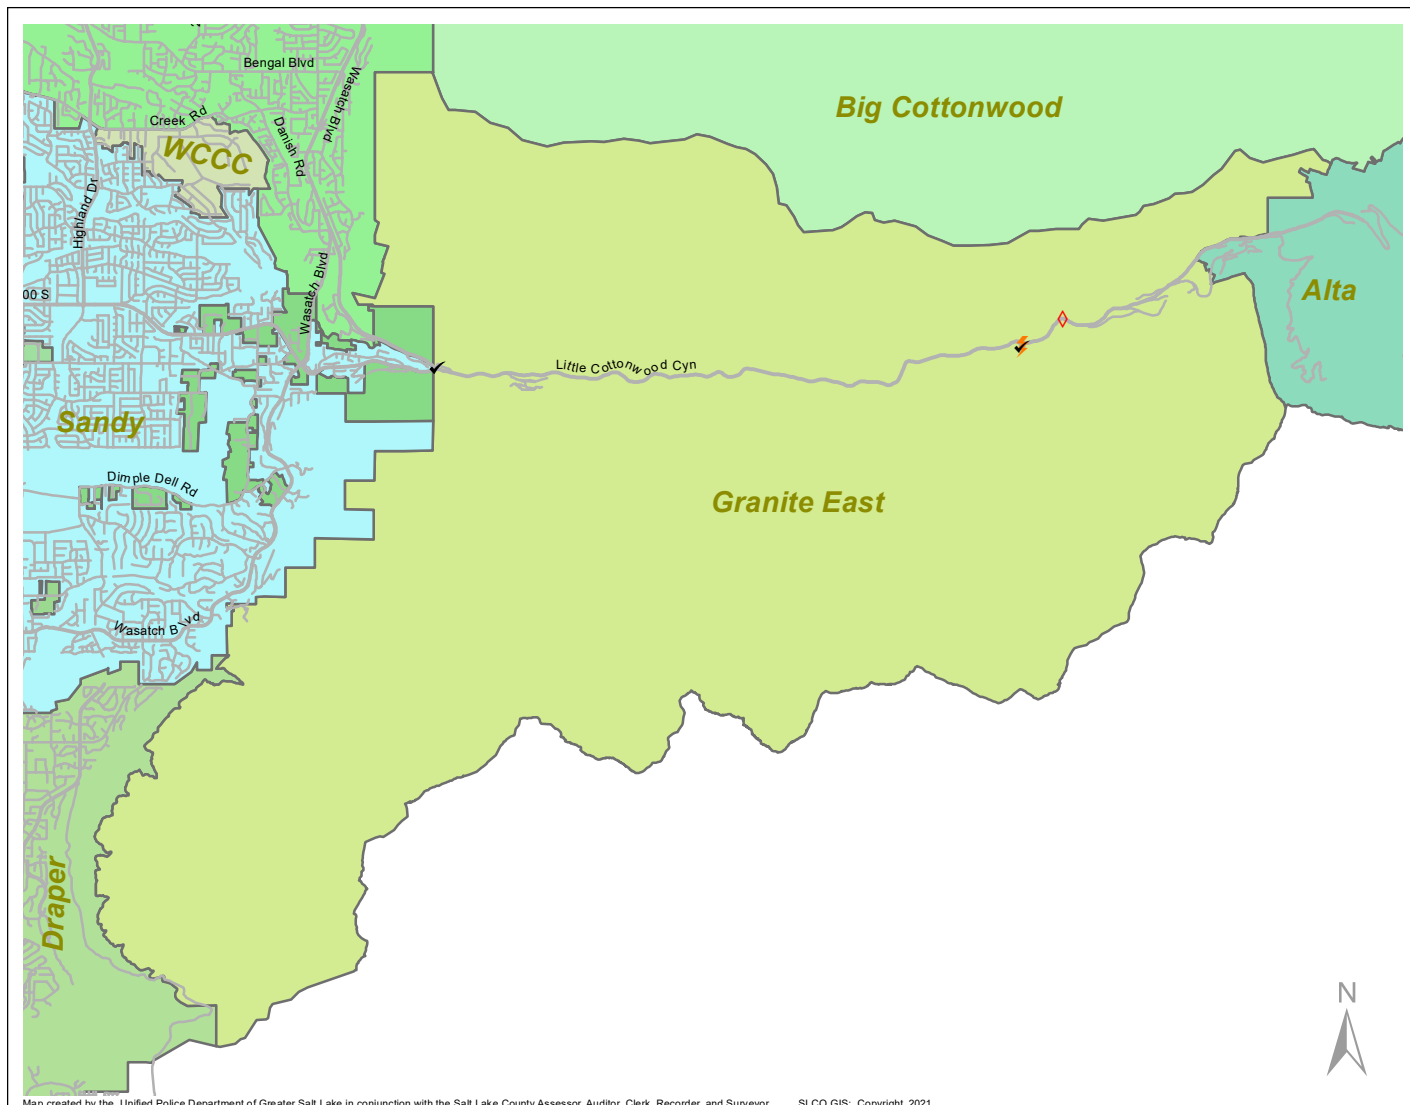 Bengal Blvd
Wasatch Blvd
Big Cottonwood
Creek Rd
Danish Rd
WCCC
Highland Dr
Wasatch Blvd
00 S
Alta
Little Cottonwood Cyn
Sandy
Dimple Dell Rd
Granite East
Wasatch Blvd
Draper
N
Map created by the Unified Police Department of Greater Salt Lake in conjunction with the Salt Lake County Assessor, Auditor, Clerk, Recorder, and Surveyor. SLCO GIS: Copyright 2021